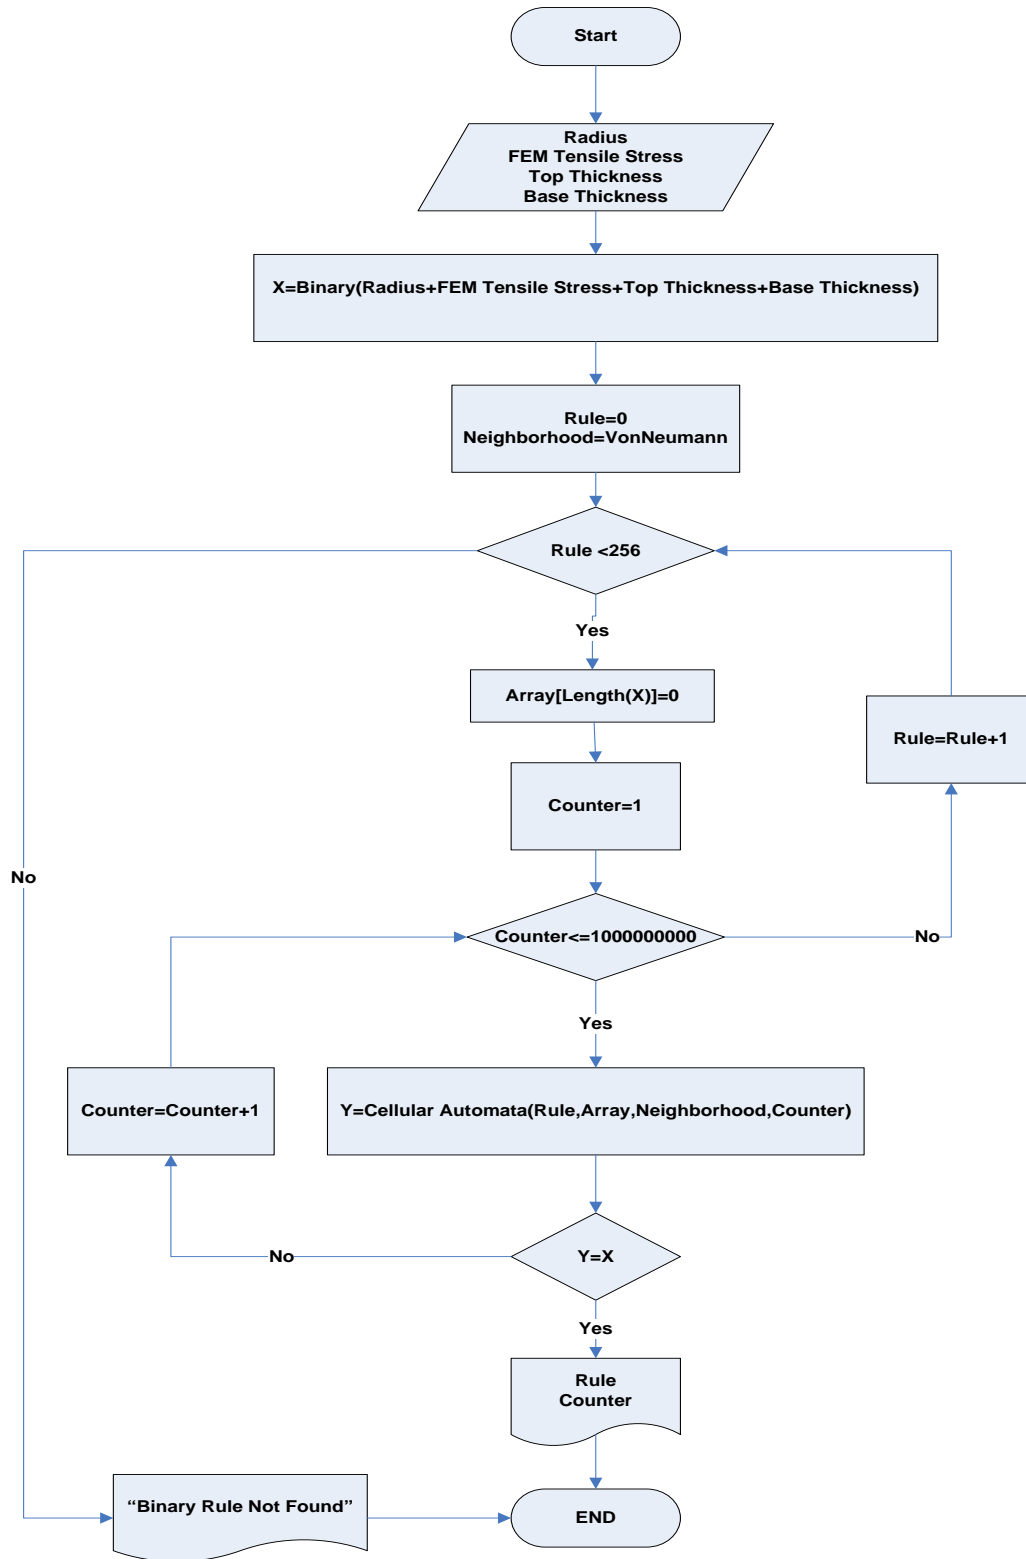 Start
Radius
FEM Tensile Stress
Top Thickness
Base Thickness
X=Binary(Radius+FEM Tensile Stress+Top Thickness+Base Thickness)
Rule=0
Neighborhood=VonNeumann
Rule <256
Yes
Array[Length(X)]=0
Rule=Rule+1
Counter=1
No
Counter<=1000000000
No
Yes
Counter=Counter+1
Y=Cellular Automata(Rule,Array,Neighborhood,Counter)
No
Y=X
Yes
Rule
Counter
“Binary Rule Not Found”
END